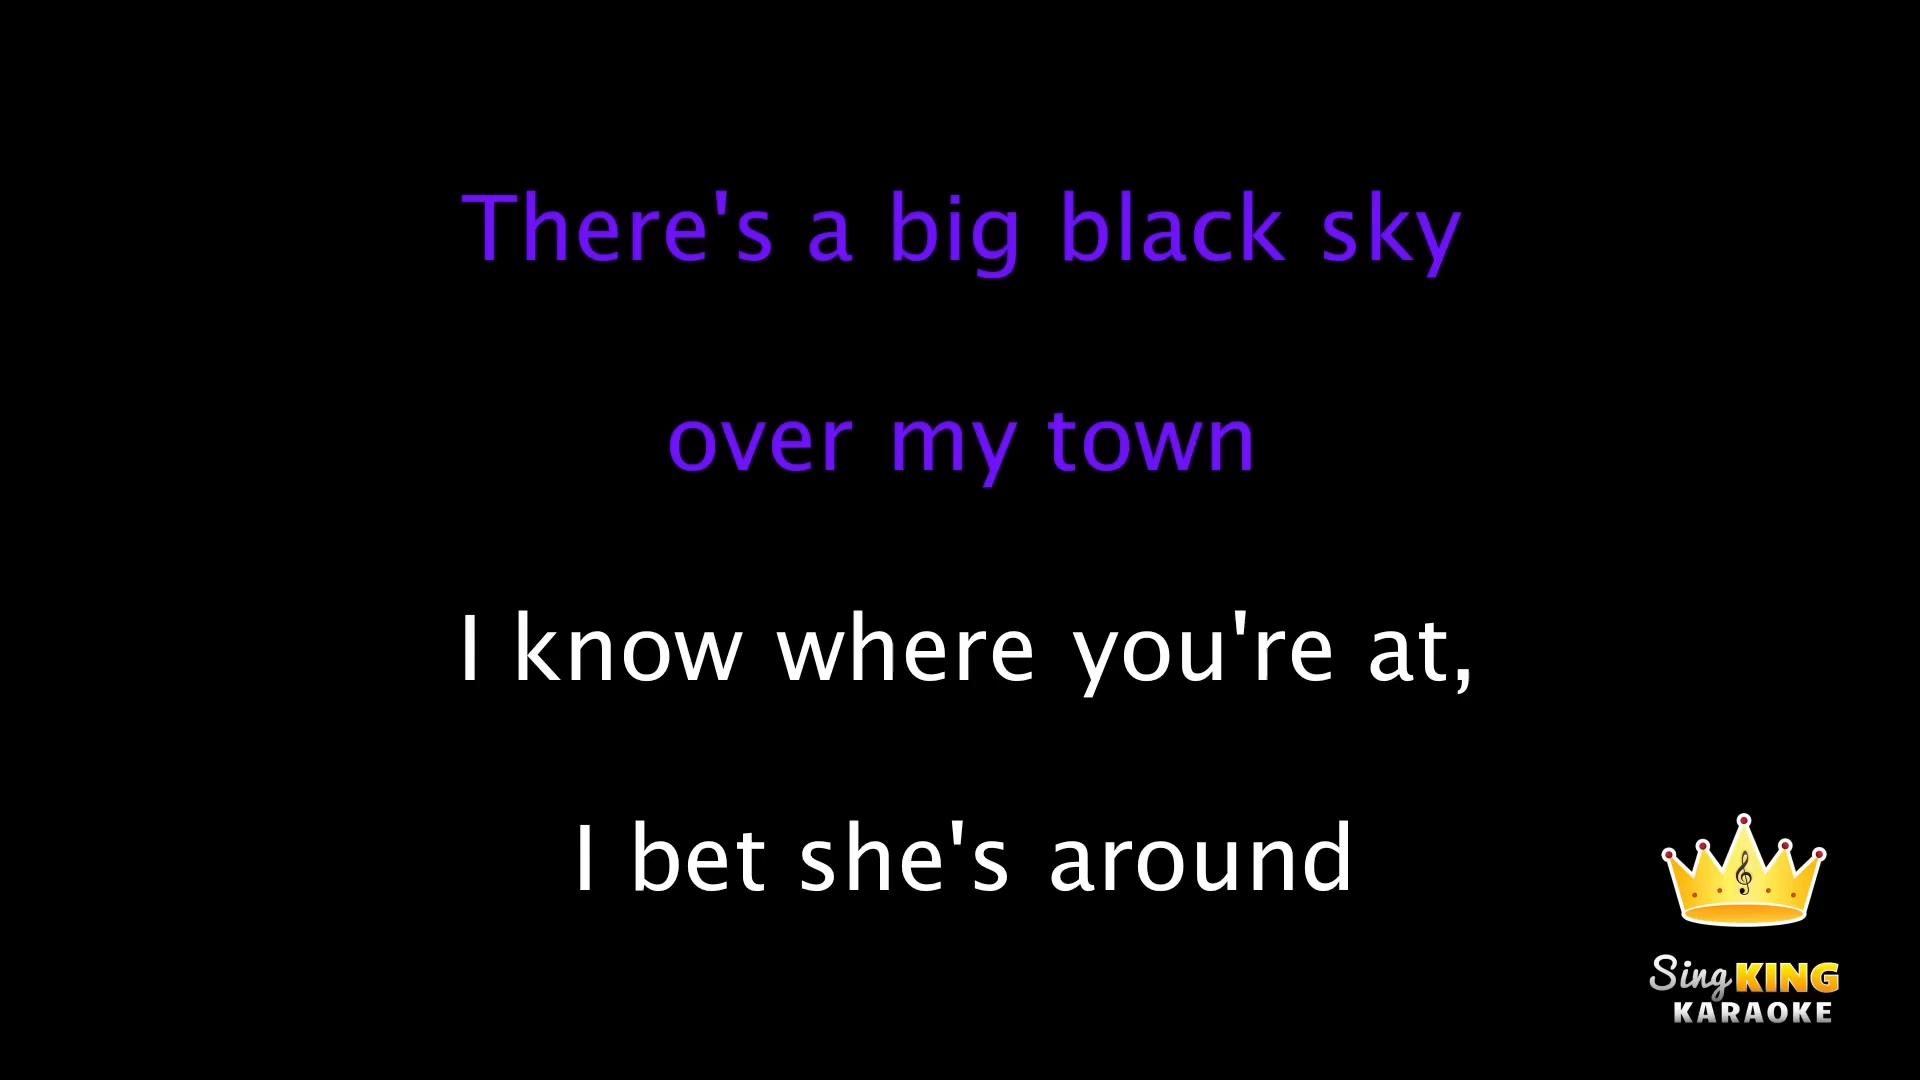 There's a big black sky
over my town
I know where you're at,
I bet she's around
Sing KING
KARAOKE